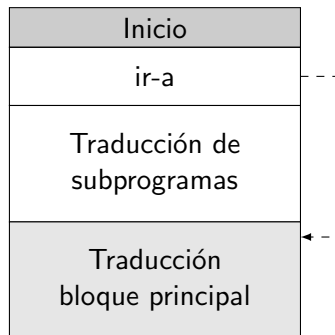 Inicio
ir-a
Traducción de
subprogramas
Traducción
bloque principal